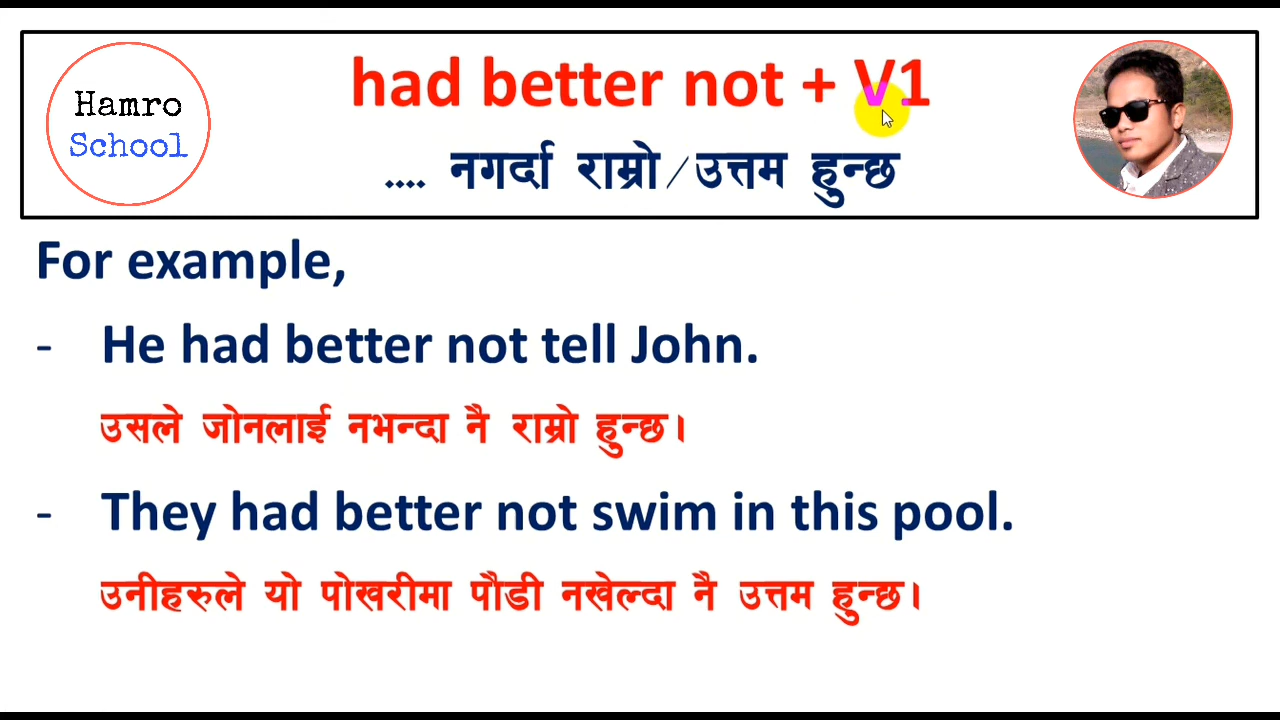 Hamro
School
had better not + V1
.... नगर्दा राम्रो/उत्तम हुन्छ
For example,
- He had better not tell John.
उसले जोनलाई नभन्दा नै राम्रो हुन्छ।
- They had better not swim in this pool.
उनीहरुले यो पोखरीमा पौडी नखेल्दा नै उत्तम हुन्छ।